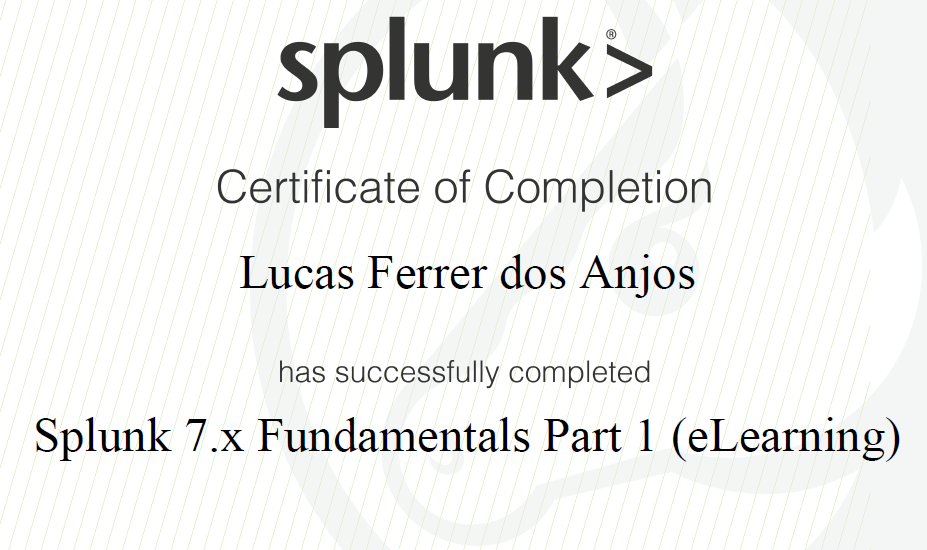 splunk>®
Certificate of Completion
Lucas Ferrer dos Anjos
has successfully completed
Splunk 7.x Fundamentals Part 1 (eLearning)